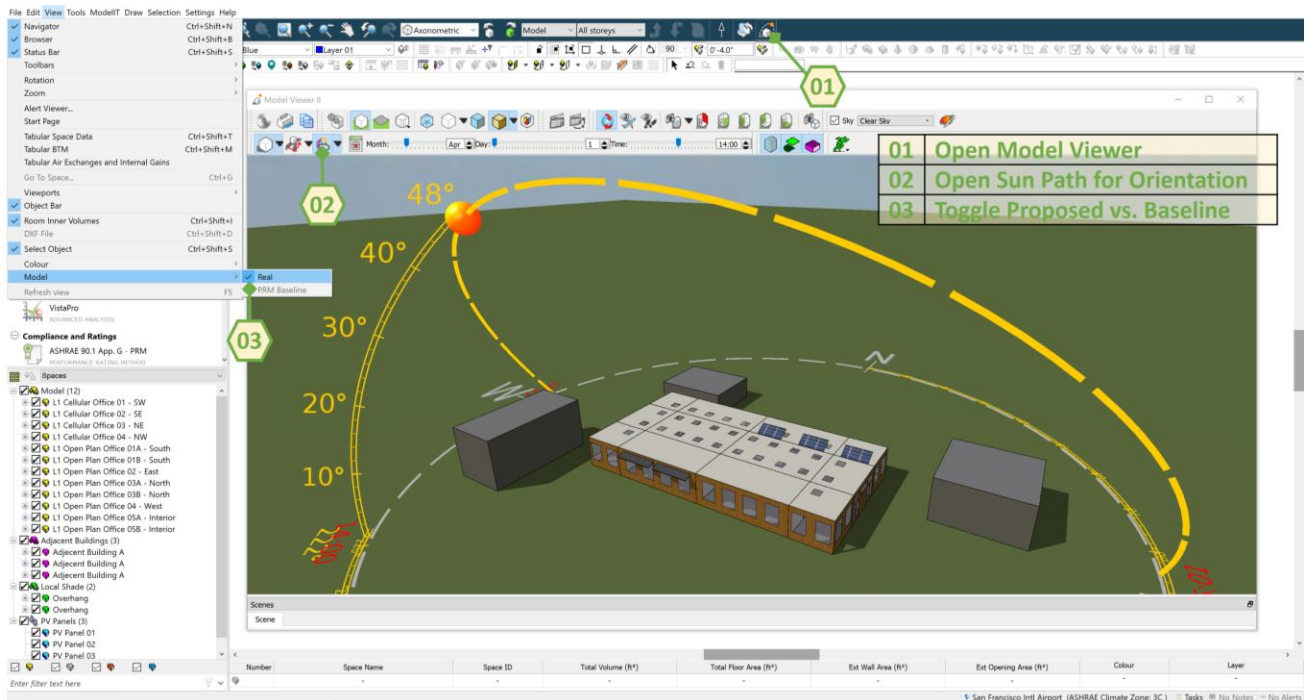 File Edit View Tools ModelIT Draw Selection Settings Help
Navigator Ctrl+Shift+N
Browser Ctrl+Shift+B
Status Bar Ctrl+Shift+S
Toolbars
Rotation
Zoom
Alert Viewer...
Start Page
Tabular Space Data Ctrl+Shift+T
Tabular BTM Ctrl+Shift+M
Tabular Air Exchanges and Internal Gains
Go To Space... Ctrl+G
Viewports
Object Bar
Room Inner Volumes Ctrl+Shift+I
DXF File Ctrl+Shift+D
Select Object Ctrl+Shift+S
Colour
Model
Refresh view F5
Real
PRM Baseline
Axonometric
Model
All storeys
Blue
Layer 01
90
0'-4.0"
01
Model Viewer II
Sky Clear Sky
Month: Apr Day: 1 Time: 14:00
02
03
01 Open Model Viewer
02 Open Sun Path for Orientation
03 Toggle Proposed vs. Baseline
48°
40°
30°
20°
10°
N
W
VistaPro
ADVANCED ANALYSIS
Compliance and Ratings
ASHRAE 90.1 App. G - PRM
PERFORMANCE RATING METHOD
Spaces
Model (12)
L1 Cellular Office 01 - SW
L1 Cellular Office 02 - SE
L1 Cellular Office 03 - NE
L1 Cellular Office 04 - NW
L1 Open Plan Office 01A - South
L1 Open Plan Office 01B - South
L1 Open Plan Office 02 - East
L1 Open Plan Office 03A - North
L1 Open Plan Office 03B - North
L1 Open Plan Office 04 - West
L1 Open Plan Office 05A - Interior
L1 Open Plan Office 05B - Interior
Adjacent Buildings (3)
Adjecent Building A
Adjecent Building A
Adjecent Building A
Local Shade (2)
Overhang
Overhang
PV Panels (3)
PV Panel 01
PV Panel 02
PV Panel 03
Enter filter text here
Scenes
Scene
Number Space Name Space ID Total Volume (ft³) Total Floor Area (ft²) Ext Wall Area (ft²) Ext Opening Area (ft²) Colour Layer
San Francisco Intl Airport (ASHRAE Climate Zone: 3C) Tasks No Notes No Alerts